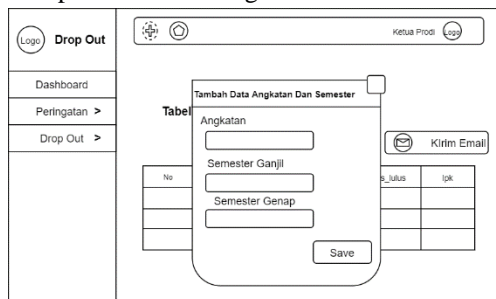 Logo Drop Out
Ketua Prodi Logo
Dashboard
Peringatan >
Drop Out >
Tambah Data Angkatan Dan Semester
Tabel
Angkatan
Semester Ganjil
Semester Genap
Save
Kirim Email
No
s_lulus
Ipk